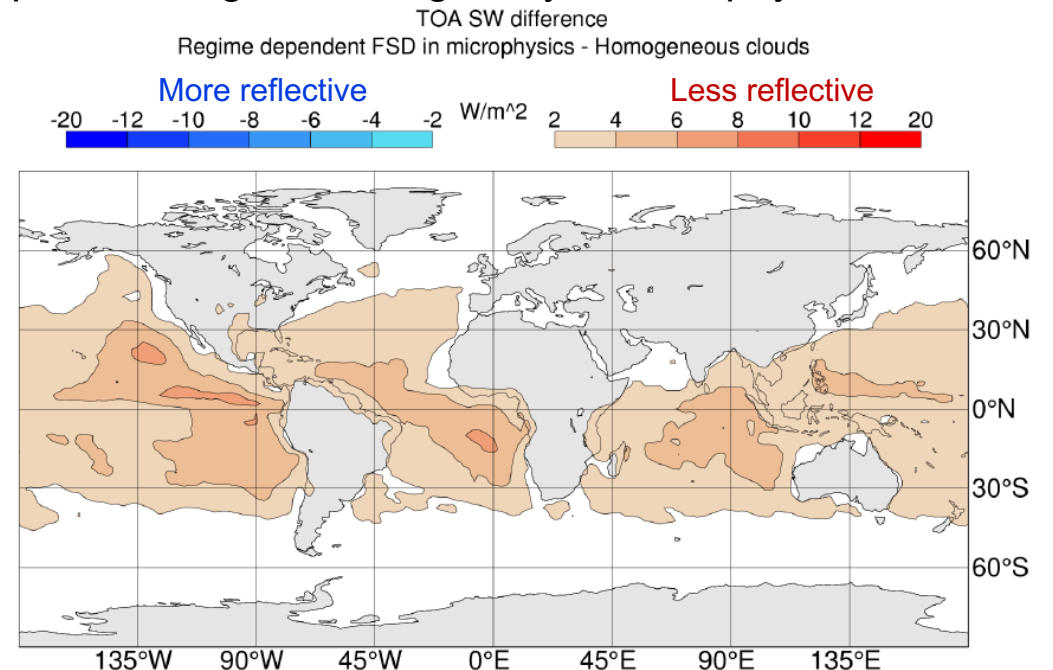 TOA SW difference
Regime dependent FSD in microphysics - Homogeneous clouds
More reflective
Less reflective
-20 -12 -10 -8 -6 -4 -2 W/m^2 2 4 6 8 10 12 20
60°N
30°N
0°N
30°S
60°S
135°W 90°W 45°W 0°E 45°E 90°E 135°E